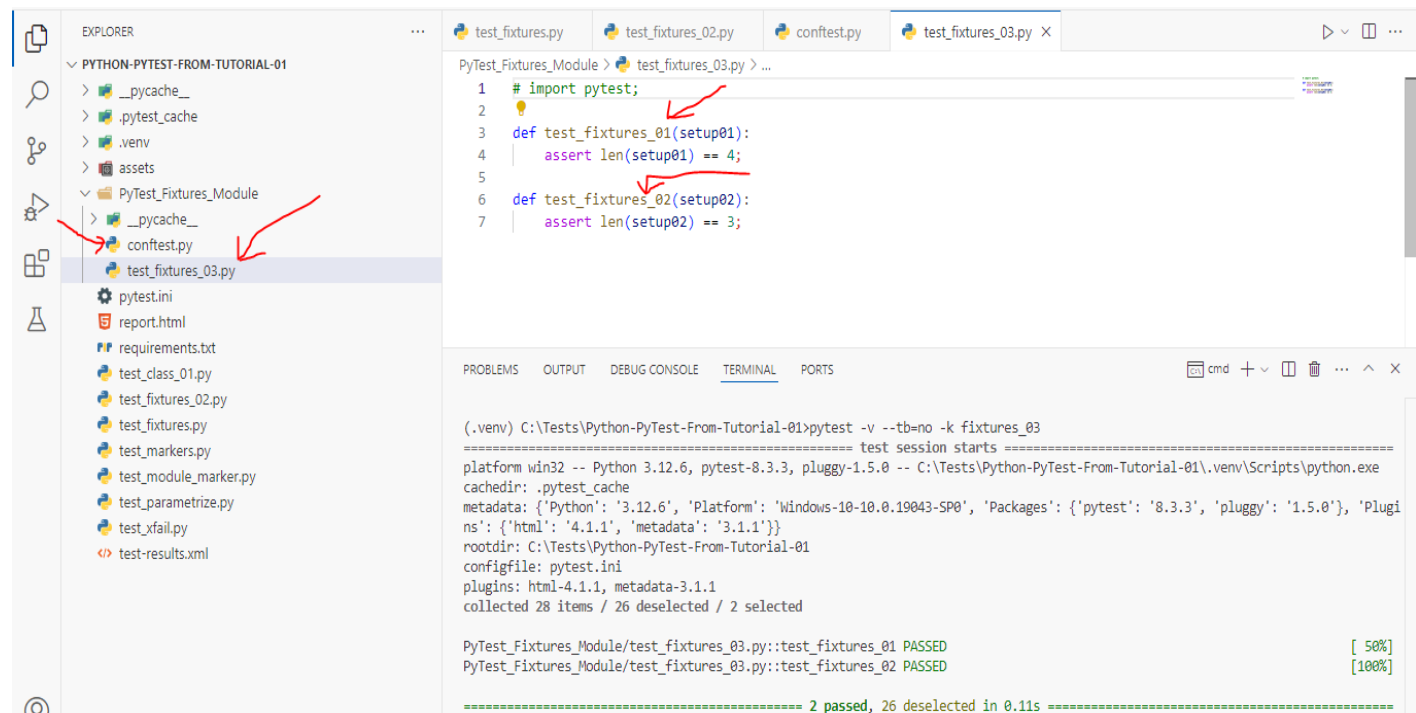 EXPLORER
PYTHON-PYTEST-FROM-TUTORIAL-01
__pycache__
.pytest_cache
.venv
assets
PyTest_Fixtures_Module
__pycache__
conftest.py
test_fixtures_03.py
pytest.ini
report.html
requirements.txt
test_class_01.py
test_fixtures_02.py
test_fixtures.py
test_markers.py
test_module_marker.py
test_parametrize.py
test_xfail.py
test-results.xml
test_fixtures.py test_fixtures_02.py conftest.py test_fixtures_03.py
PyTest_Fixtures_Module > test_fixtures_03.py > ...
1 # import pytest;
2
3 def test_fixtures_01(setup01):
4 assert len(setup01) == 4;
5
6 def test_fixtures_02(setup02):
7 assert len(setup02) == 3;
PROBLEMS OUTPUT DEBUG CONSOLE TERMINAL PORTS cmd
(.venv) C:\Tests\Python-PyTest-From-Tutorial-01>pytest -v --tb=no -k fixtures_03
=================================================== test session starts ===================================================
platform win32 -- Python 3.12.6, pytest-8.3.3, pluggy-1.5.0 -- C:\Tests\Python-PyTest-From-Tutorial-01\.venv\Scripts\python.exe
cachedir: .pytest_cache
metadata: {'Python': '3.12.6', 'Platform': 'Windows-10-10.0.19043-SP0', 'Packages': {'pytest': '8.3.3', 'pluggy': '1.5.0'}, 'Plugi
ns': {'html': '4.1.1', 'metadata': '3.1.1'}}
rootdir: C:\Tests\Python-PyTest-From-Tutorial-01
configfile: pytest.ini
plugins: html-4.1.1, metadata-3.1.1
collected 28 items / 26 deselected / 2 selected
PyTest_Fixtures_Module/test_fixtures_03.py::test_fixtures_01 PASSED [ 50%]
PyTest_Fixtures_Module/test_fixtures_03.py::test_fixtures_02 PASSED [100%]
============================================ 2 passed, 26 deselected in 0.11s =============================================